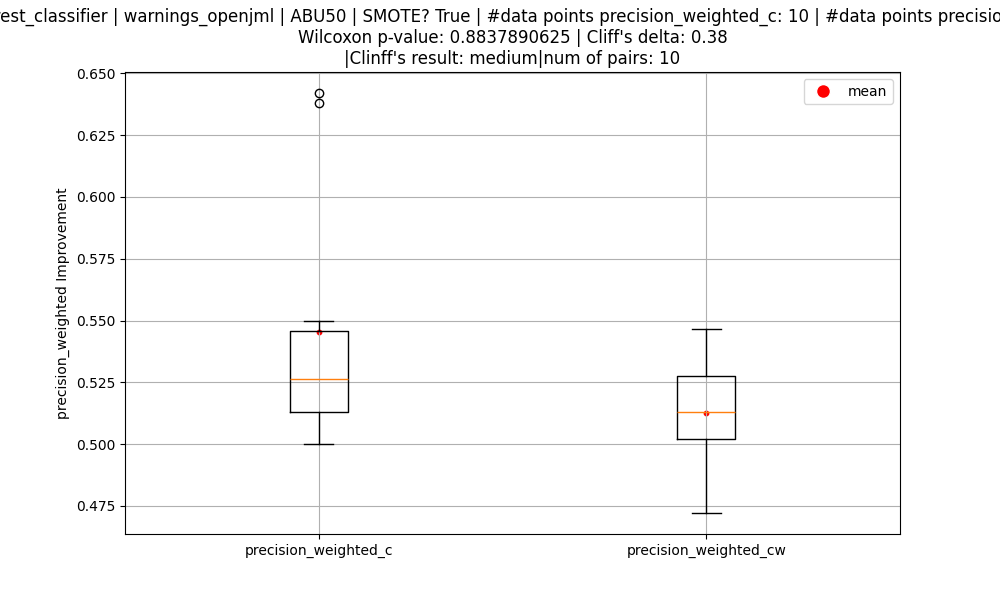 est_classifier | warnings_openjml | ABU50 | SMOTE? True | #data points precision_weighted_c: 10 | #data points precisio
Wilcoxon p-value: 0.8837890625 | Cliff's delta: 0.38
|Clinff's result: medium|num of pairs: 10
mean
precision_weighted Improvement
0.650
0.625
0.600
0.575
0.550
0.525
0.500
0.475
precision_weighted_c
precision_weighted_cw